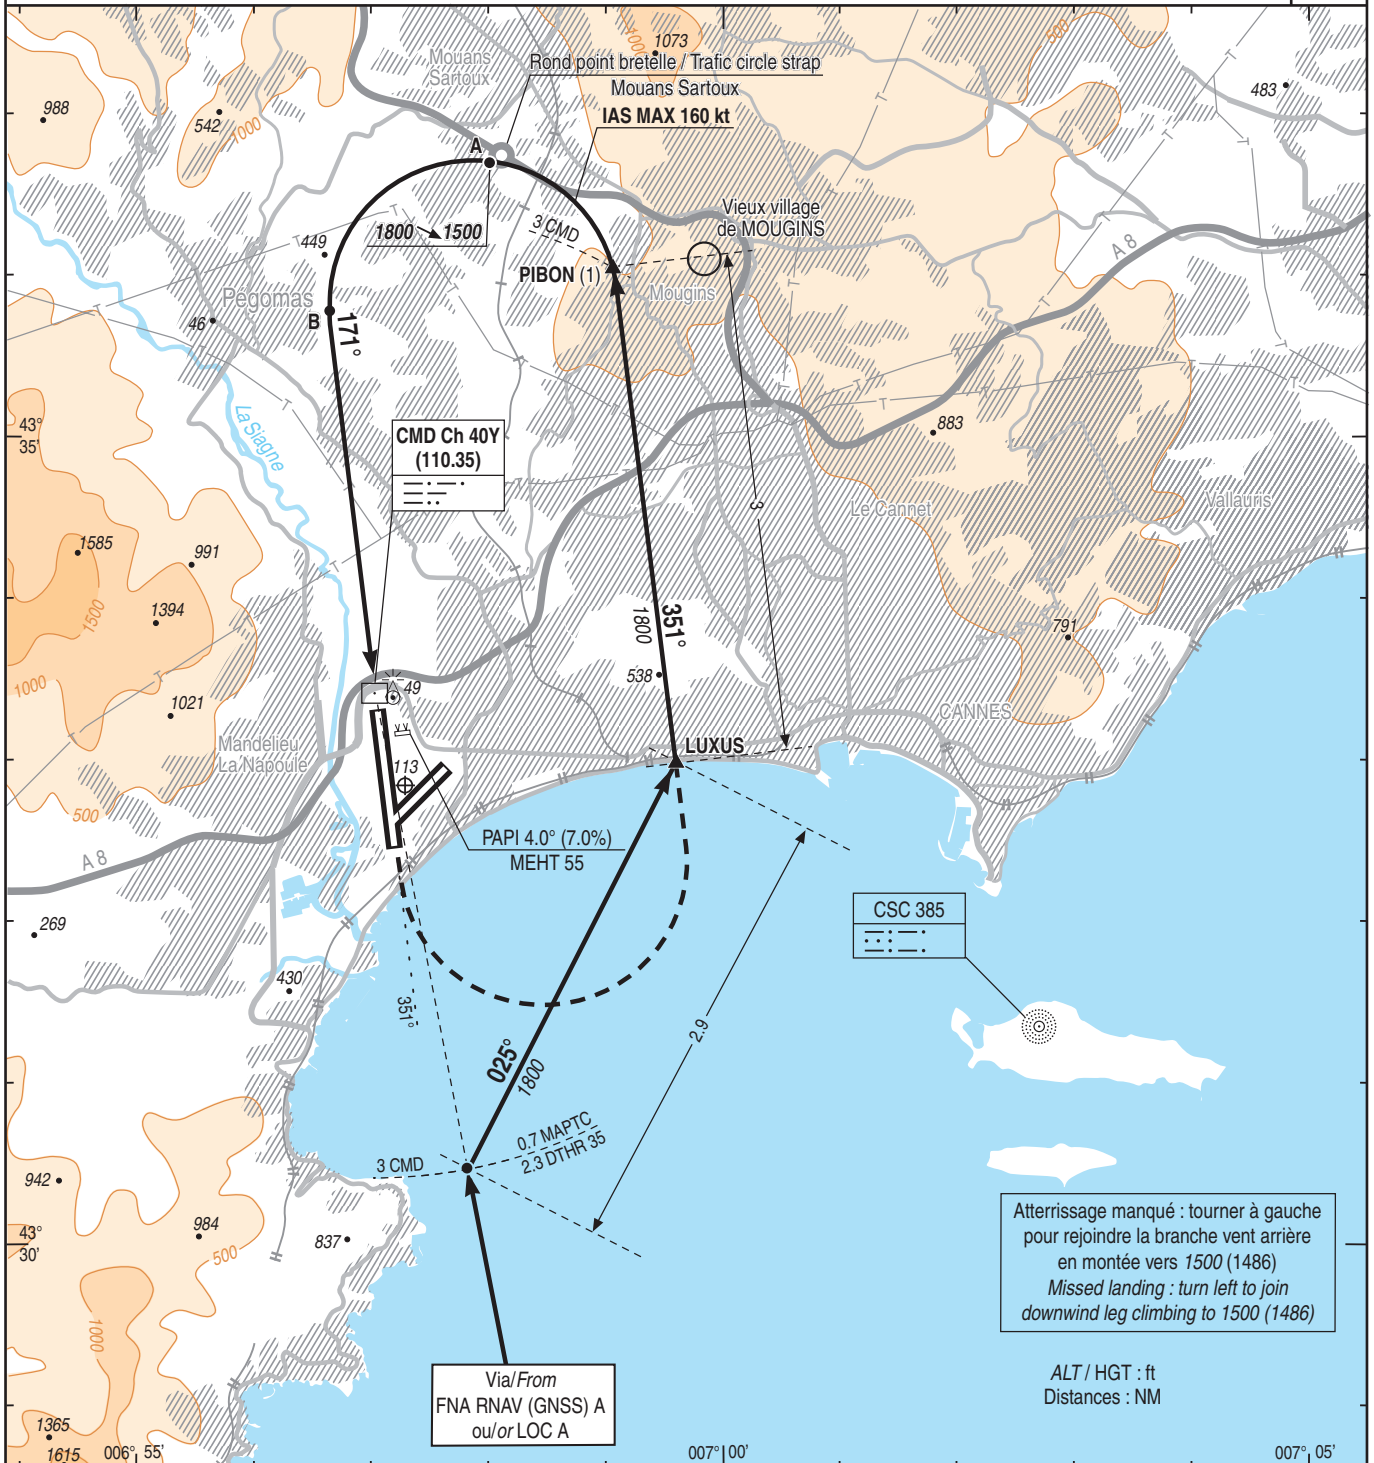 1073
1000
500
Mouans
Sartoux
Rond point bretelle / Trafic circle strap
Mouans Sartoux
IAS MAX 160 kt
483
988
542
1000
A
Vieux village
de MOUGINS
3 CMD
1800 1500
449
PIBON (1)
Mougins
A 8
Pegomas
46
B
171°
43°
35'
La Siagne
CMD Ch 40Y
(110.35)
883
3
Le Cannet
Vallauris
1585
991
1500
1394
351°
1800
791
538
1000
1021
49
CANNES
Mandelieu
La Napoule
LUXUS
113
500
PAPI 4.0° (7.0%)
MEHT 55
A 8
CSC 385
269
430
351°
2.9
025°
1800
0.7 MAPTC
2.3 DTHR 35
3 CMD
942
984
837
500
43°
30'
Atterrissage manqué : tourner à gauche
pour rejoindre la branche vent arrière
en montée vers 1500 (1486)
Missed landing : turn left to join
downwind leg climbing to 1500 (1486)
1000
Via/From
FNA RNAV (GNSS) A
ou/or LOC A
ALT / HGT : ft
Distances : NM
1365
1615
006° 55'
007° 00'
007° 05'